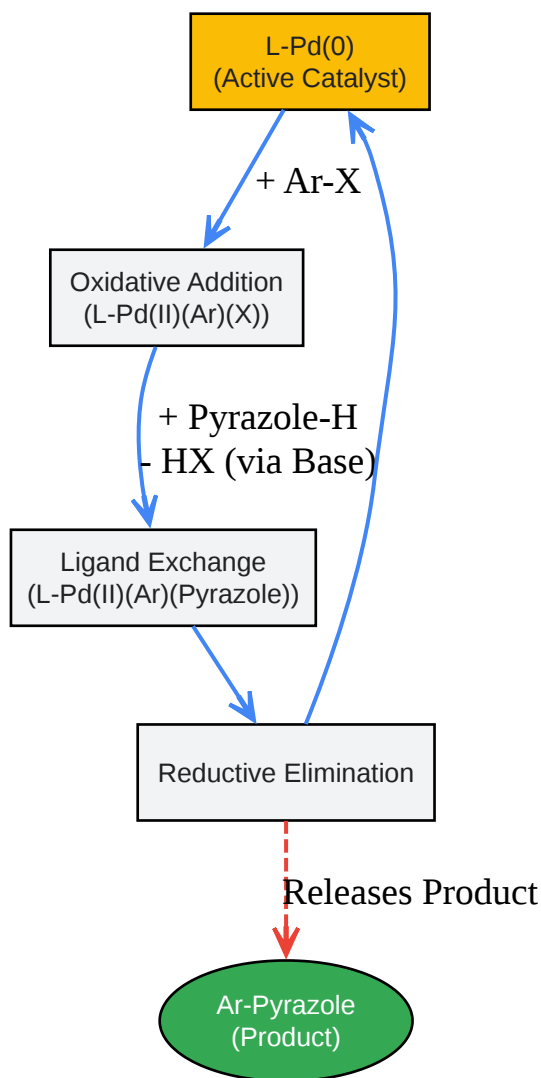 L-Pd(0)
(Active Catalyst)
+ Ar-X
Oxidative Addition
(L-Pd(II)(Ar)(X))
+ Pyrazole-H
- HX (via Base)
Ligand Exchange
(L-Pd(II)(Ar)(Pyrazole))
Reductive Elimination
Releases Product
Ar-Pyrazole
(Product)